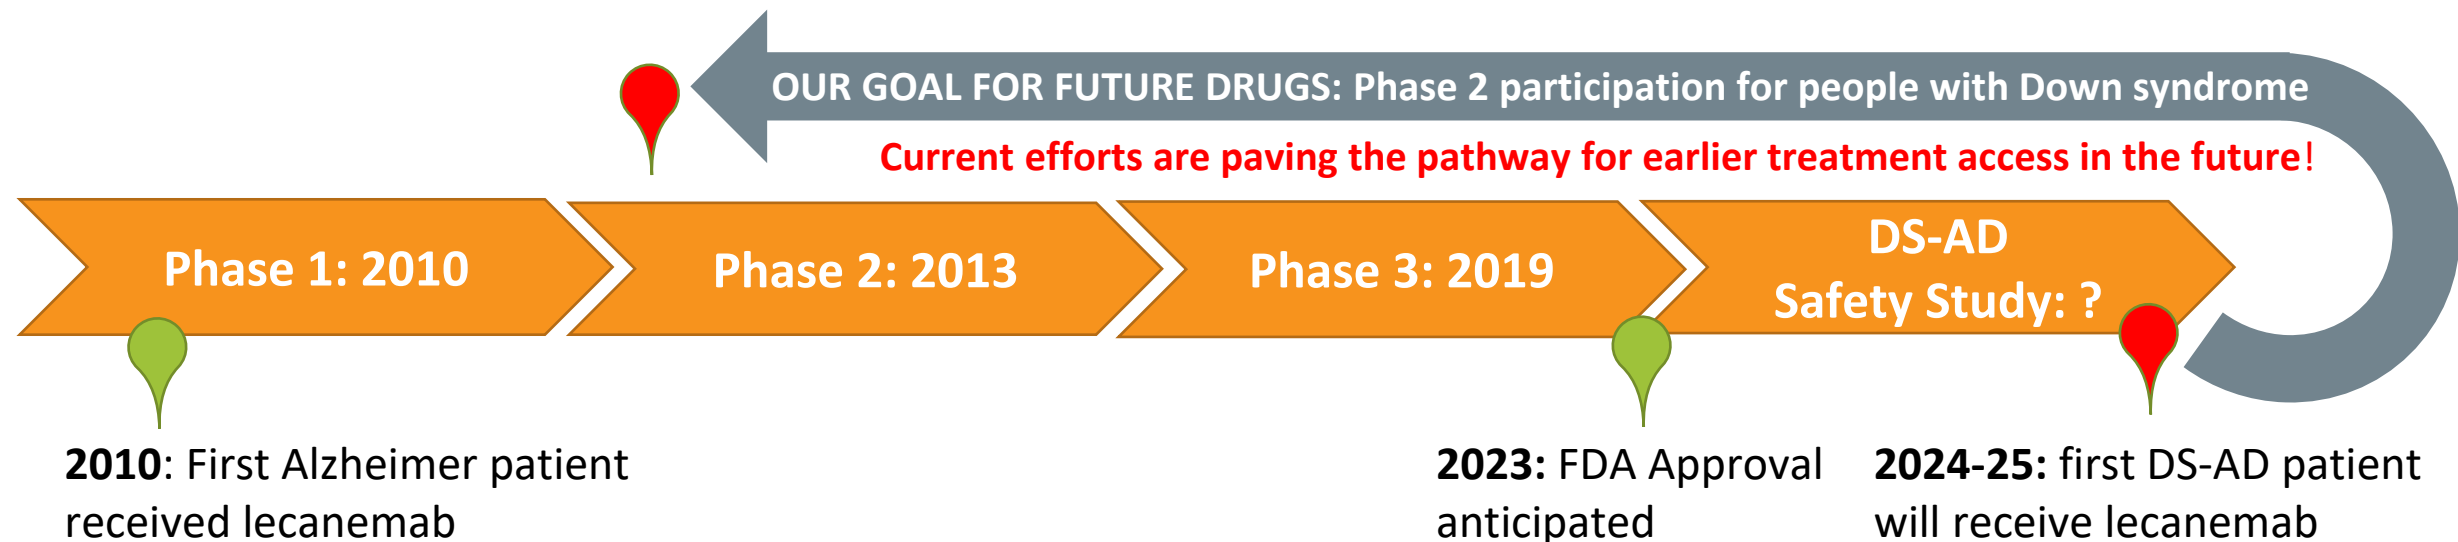 OUR GOAL FOR FUTURE DRUGS: Phase 2 participation for people with Down syndrome
Current efforts are paving the pathway for earlier treatment access in the future!
Phase 1: 2010
Phase 2: 2013
Phase 3: 2019
DS-AD
Safety Study: ?
2010: First Alzheimer patient
received lecanemab
2023: FDA Approval
anticipated
2024-25: first DS-AD patient
will receive lecanemab